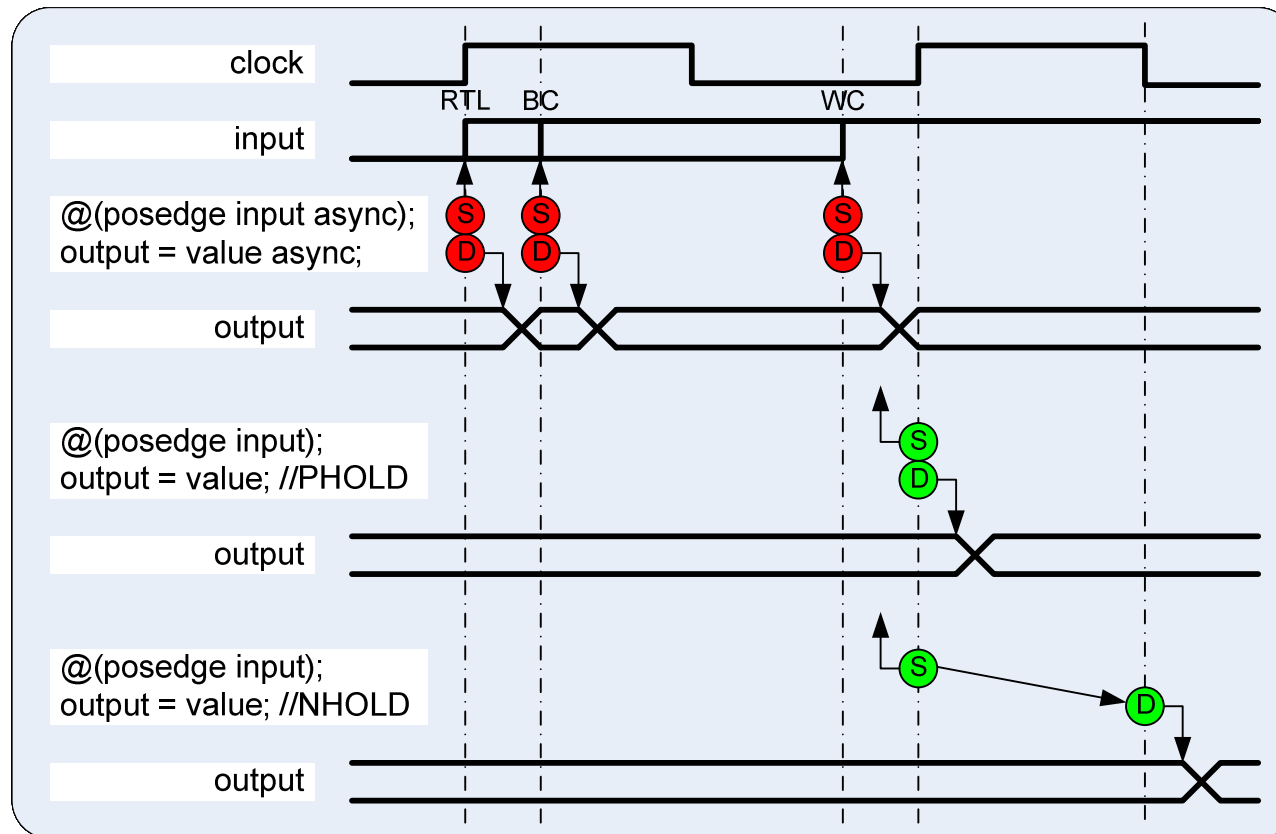 clock
RTL BC WC
input
@(posedge input async);
output = value async;
S S S
D D D
output
@(posedge input);
output = value; //PHOLD
S
D
output
@(posedge input);
output = value; //NHOLD
S
D
output